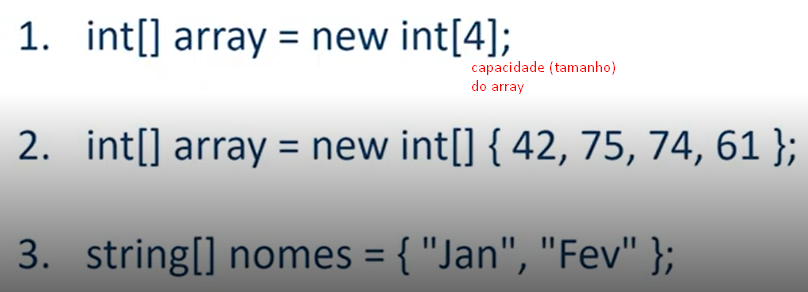 1. int[] array = new int[4];
capacidade (tamanho)
do array
2. int[] array = new int[] { 42, 75, 74, 61 };
3. string[] nomes = { "Jan", "Fev" };